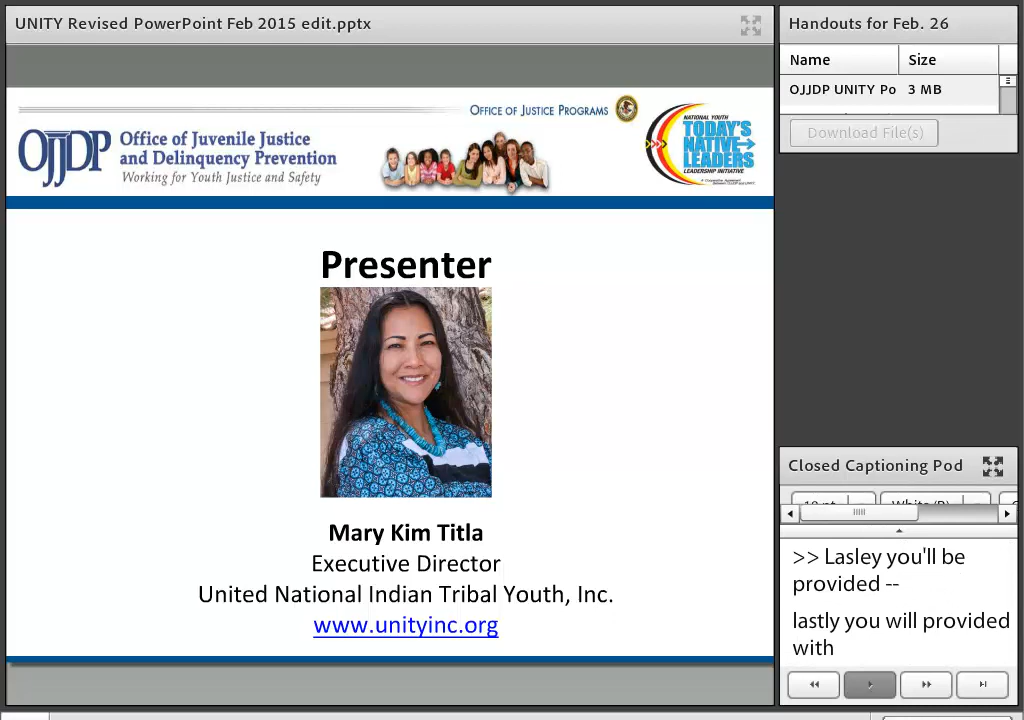 UNITY Revised PowerPoint Feb 2015 edit.pptx
OFFICE OF JUSTICE PROGRAMS
OJJDP
Office of Juvenile Justice
and Delinquency Prevention
Working for Youth Justice and Safety
NATIONAL YOUTH
TODAY'S
NATIVE
LEADERS
LEADERSHIP INITIATIVE
Presenter
Mary Kim Titla
Executive Director
United National Indian Tribal Youth, Inc.
www.unityinc.org
Handouts for Feb. 26
Name Size
OJJDP UNITY Po 3 MB
Download File(s)
Closed Captioning Pod
>> Lasley you'll be
provided --
lastly you will provided
with